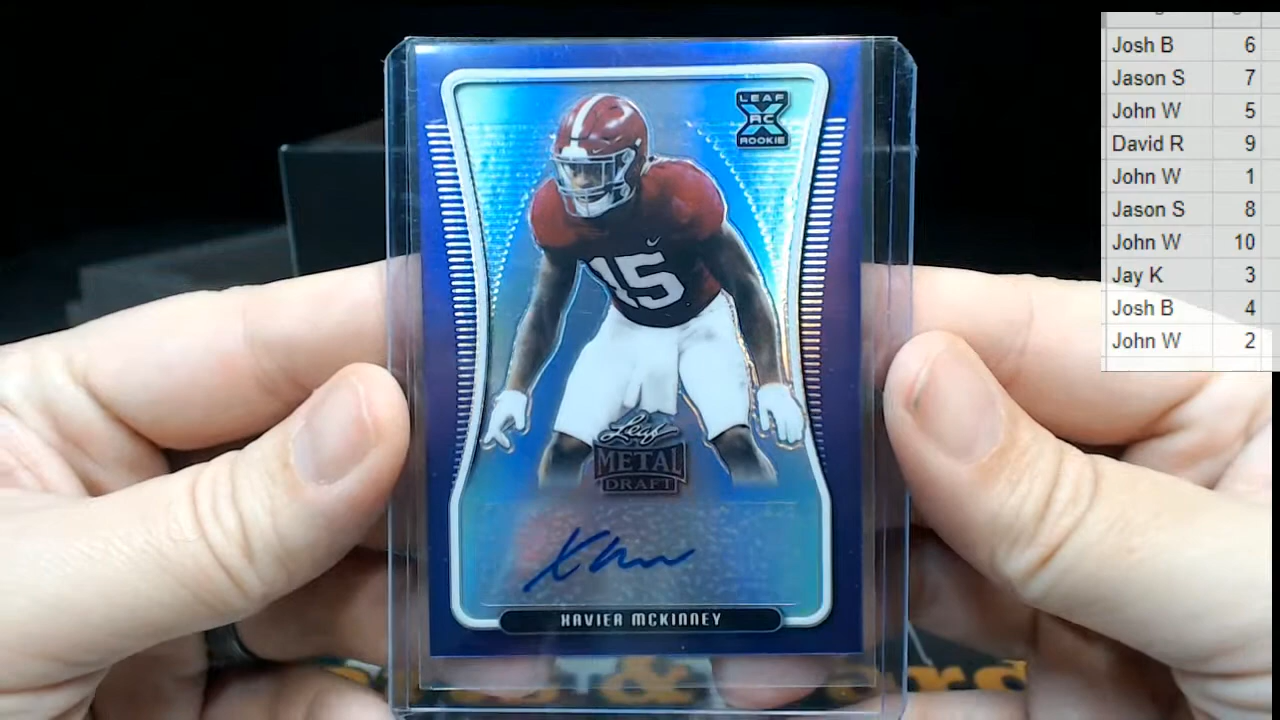 Josh B 6
Jason S 7
John W 5
David R 9
John W 1
Jason S 8
John W 10
Jay K 3
Josh B 4
John W 2
LEAF
X
RC
ROOKIE
15
Leaf
METAL
DRAFT
XAVIER MCKINNEY
&